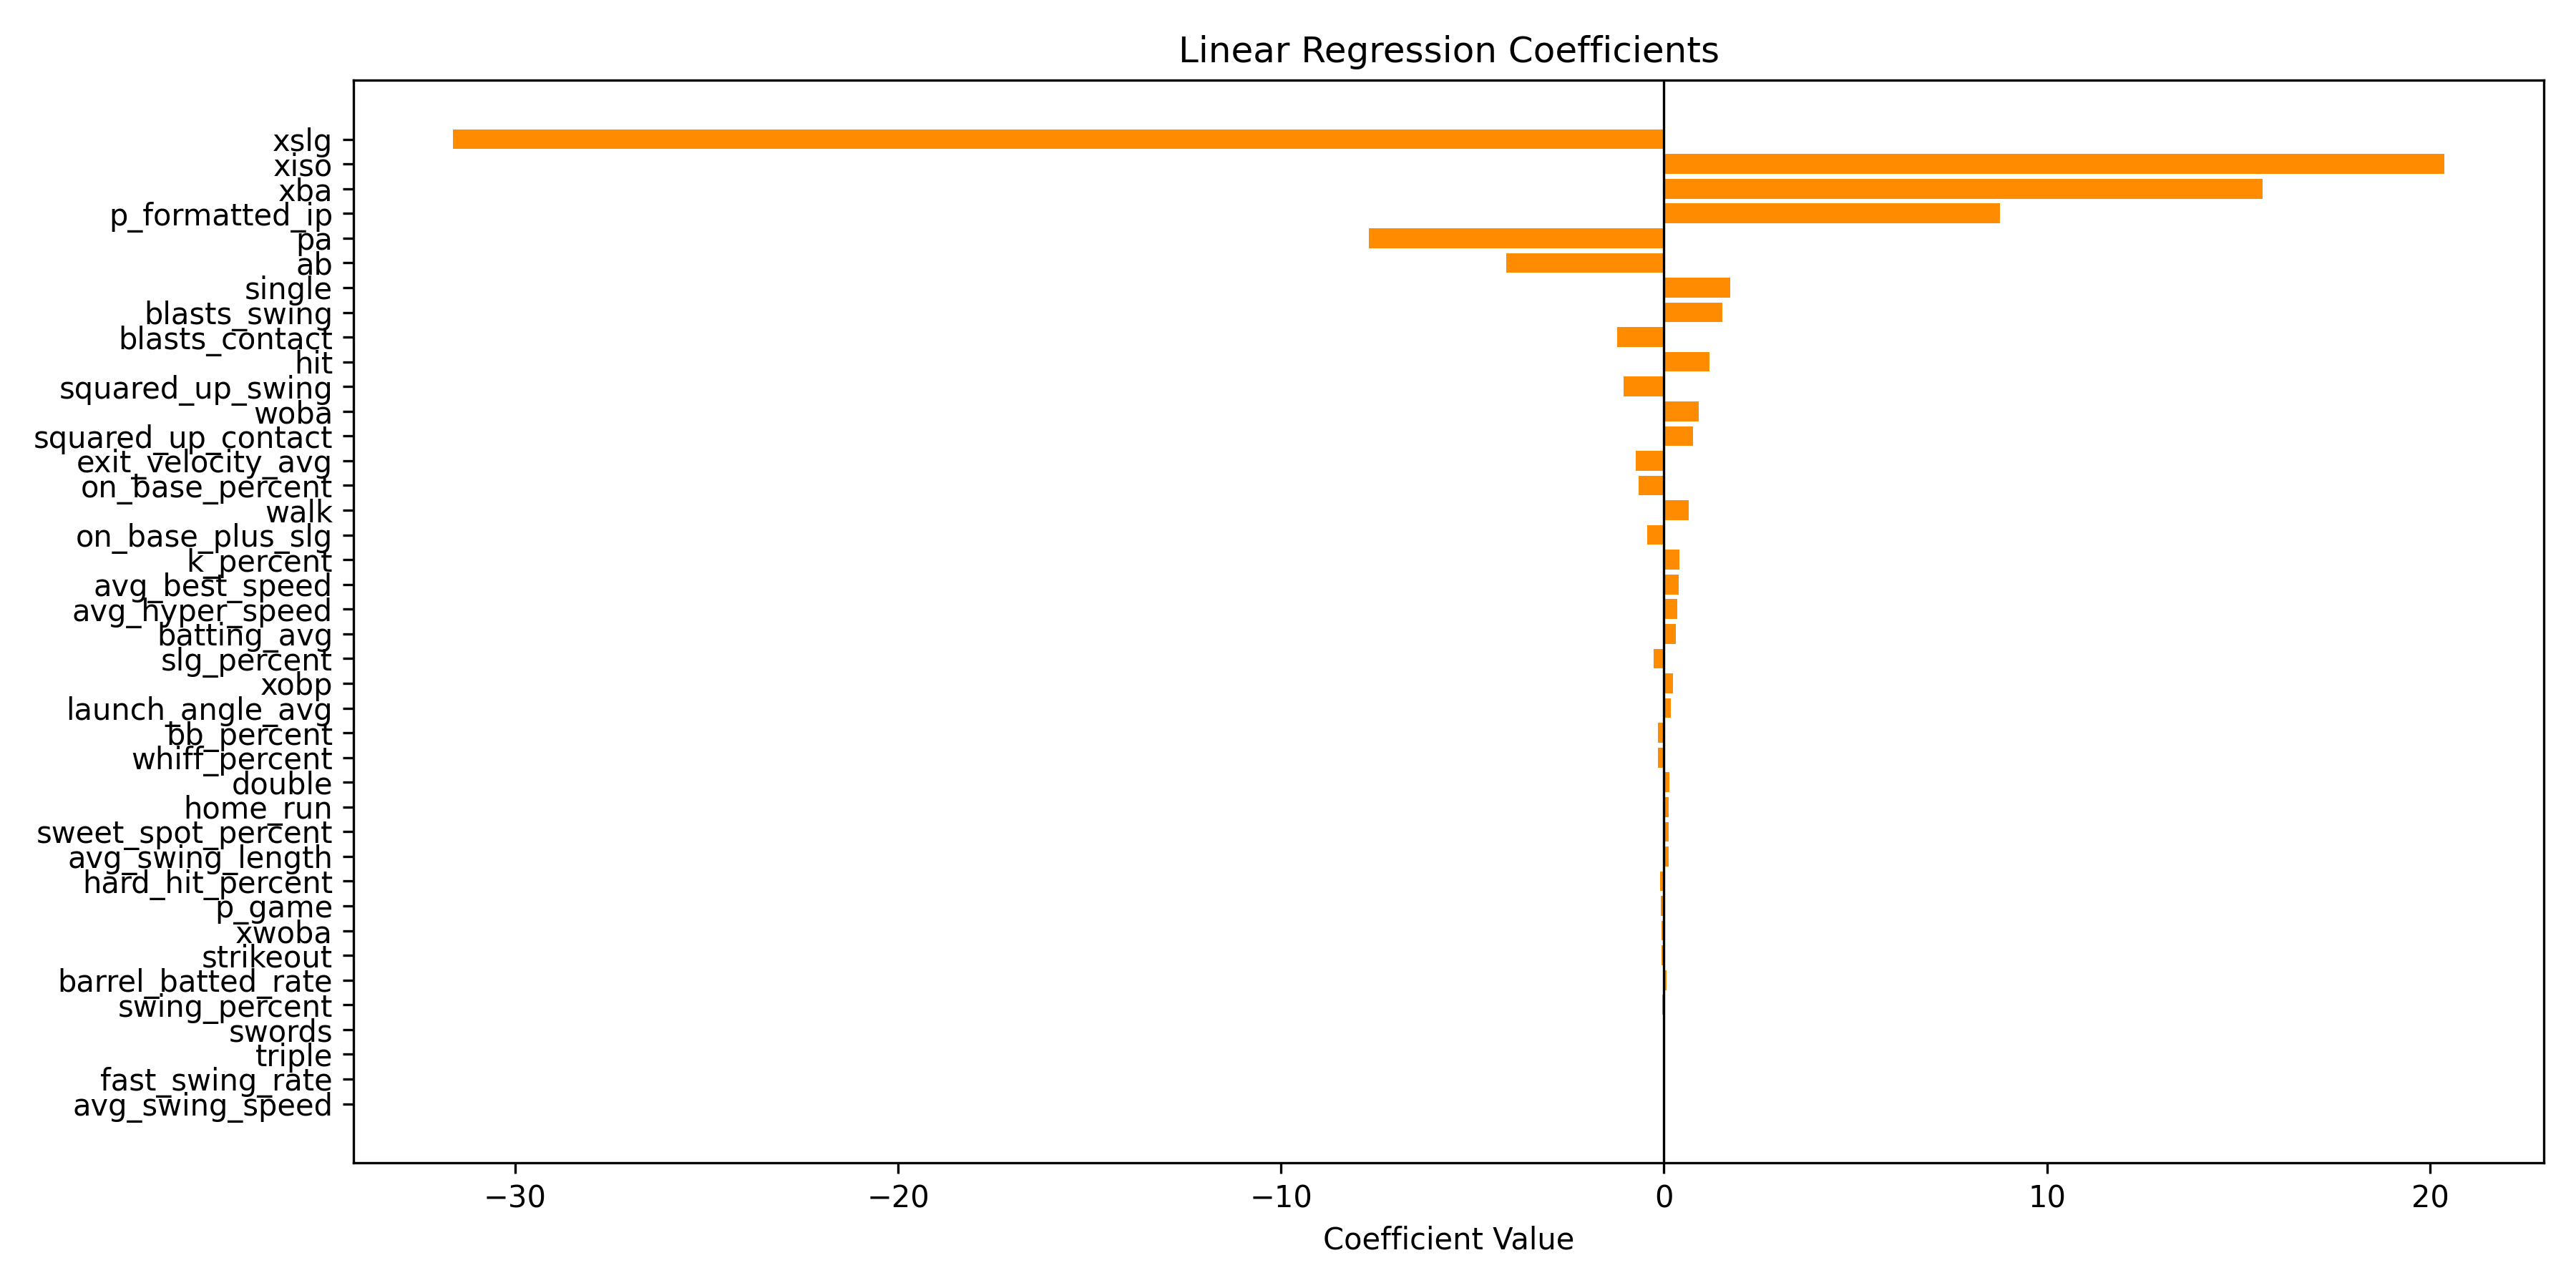 Linear Regression Coefficients
xslg
xiso
xba
p_formatted_ip
pa
ab
single
blasts_swing
blasts_contact
hit
squared_up_swing
woba
squared_up_contact
exit_velocity_avg
on_base_percent
walk
on_base_plus_slg
k_percent
avg_best_speed
avg_hyper_speed
batting_avg
slg_percent
xobp
launch_angle_avg
bb_percent
whiff_percent
double
home_run
sweet_spot_percent
avg_swing_length
hard_hit_percent
p_game
xwoba
strikeout
barrel_batted_rate
swing_percent
swords
triple
fast_swing_rate
avg_swing_speed
−30 −20 −10 0 10 20
Coefficient Value